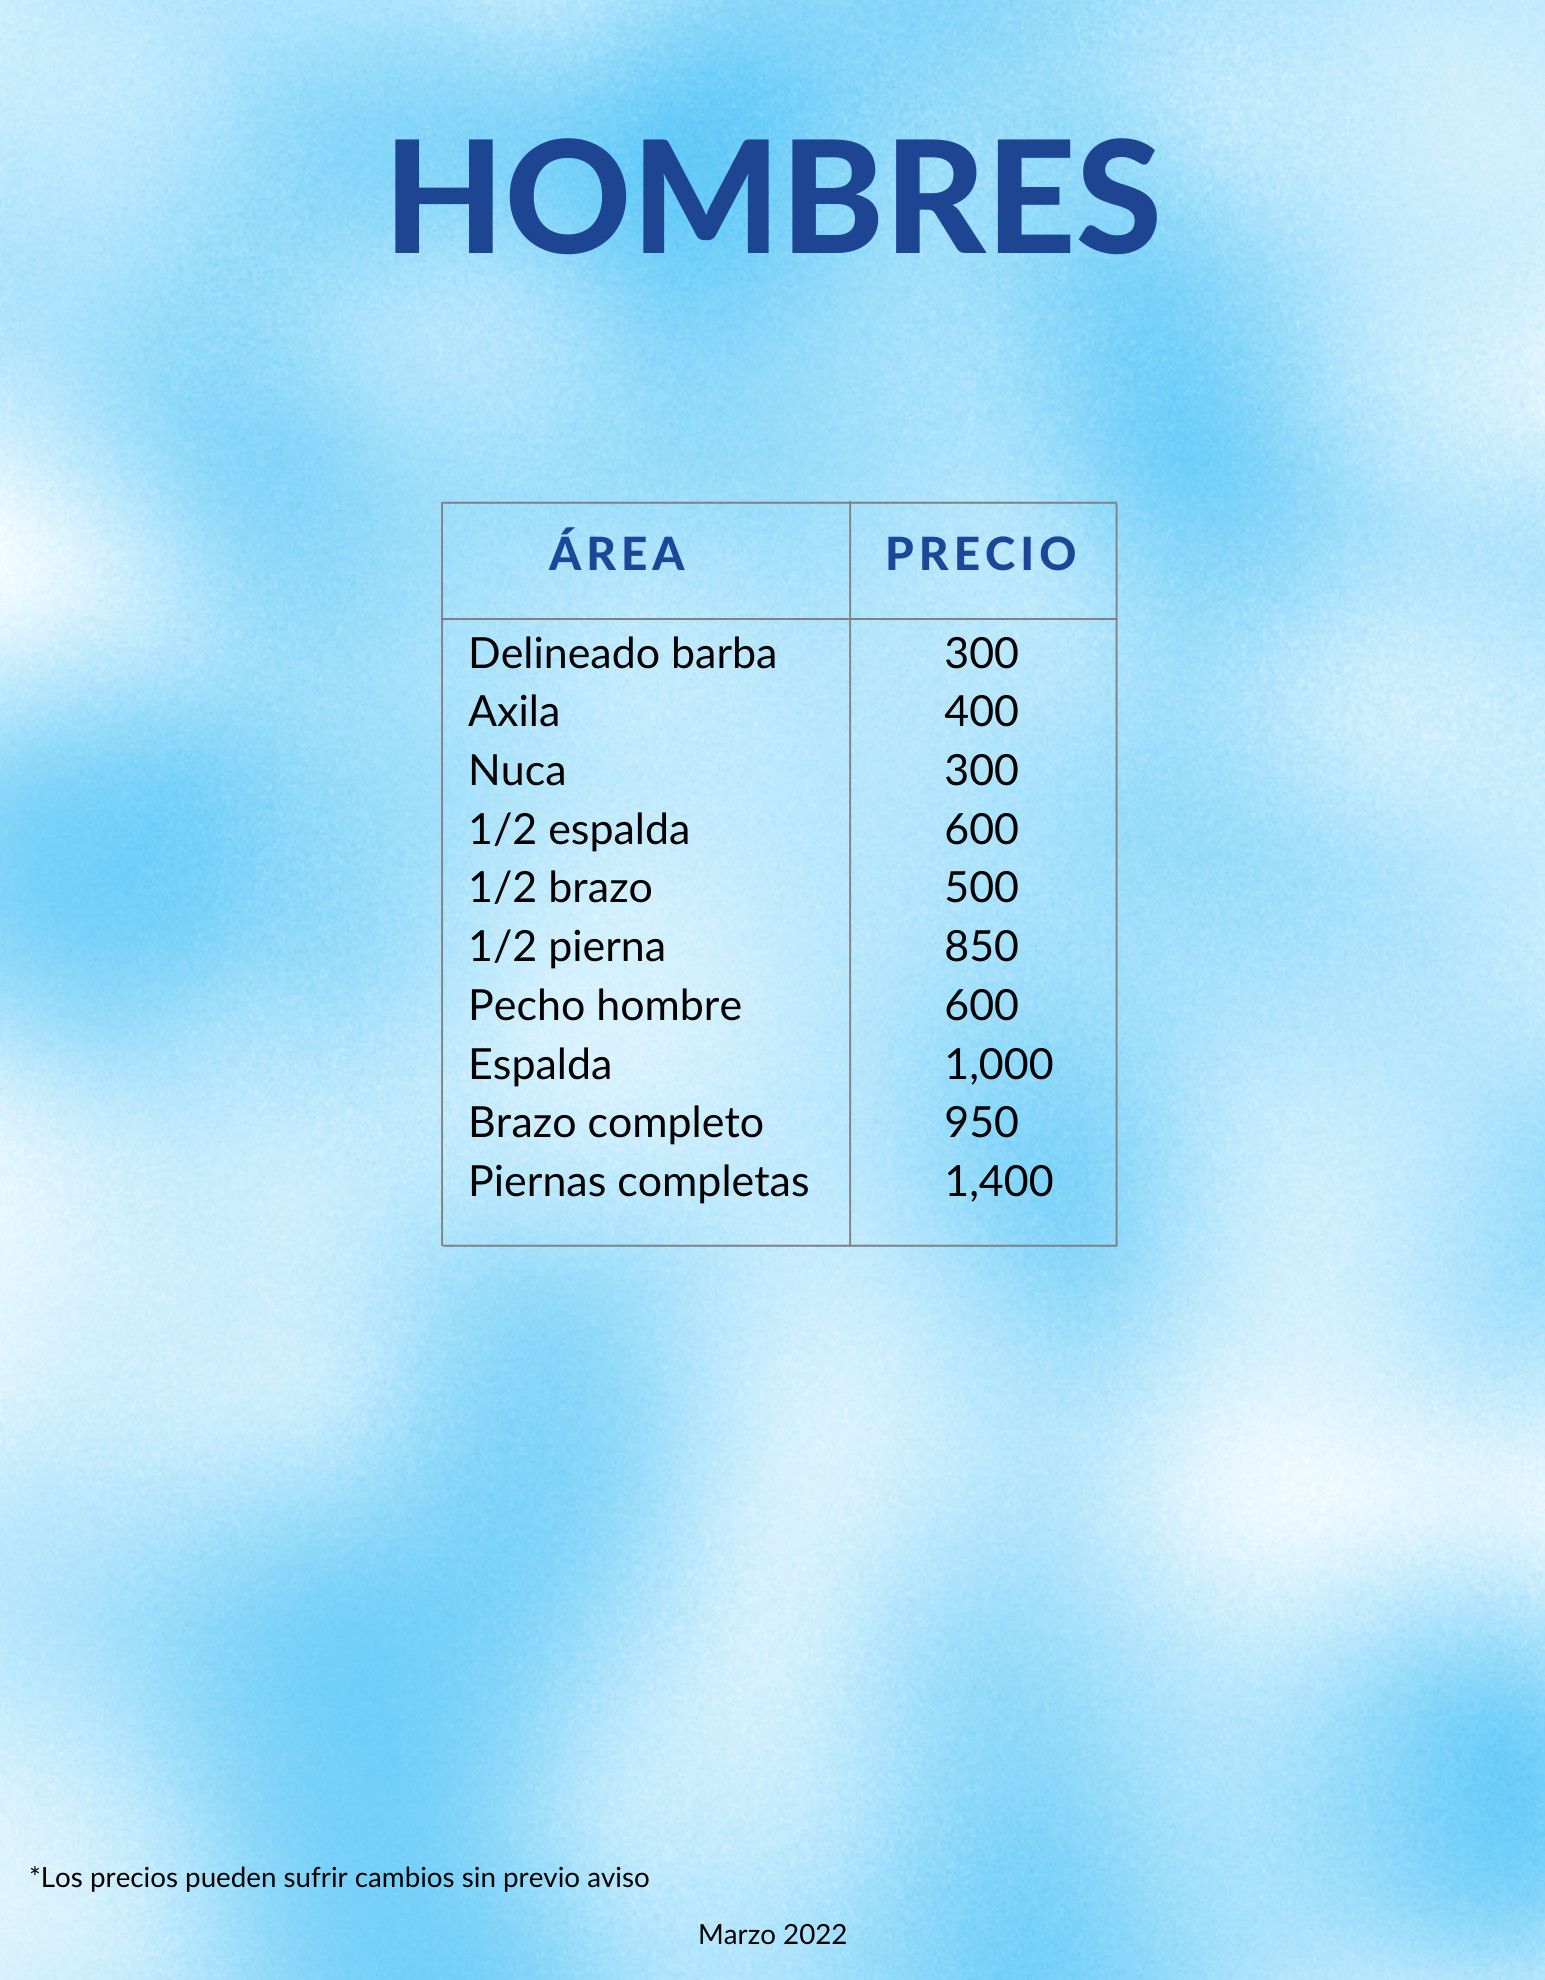 HOMBRES
ÁREA PRECIO
Delineado barba 300
Axila 400
Nuca 300
1/2 espalda 600
1/2 brazo 500
1/2 pierna 850
Pecho hombre 600
Espalda 1,000
Brazo completo 950
Piernas completas 1,400
*Los precios pueden sufrir cambios sin previo aviso
Marzo 2022